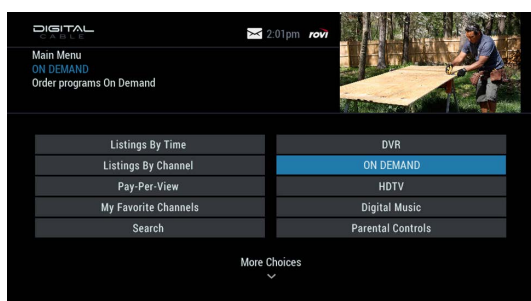 DIGITAL
CABLE
2:01pm rovi
Main Menu
ON DEMAND
Order programs On Demand
Listings By Time
DVR
Listings By Channel
ON DEMAND
Pay-Per-View
HDTV
My Favorite Channels
Digital Music
Search
Parental Controls
More Choices